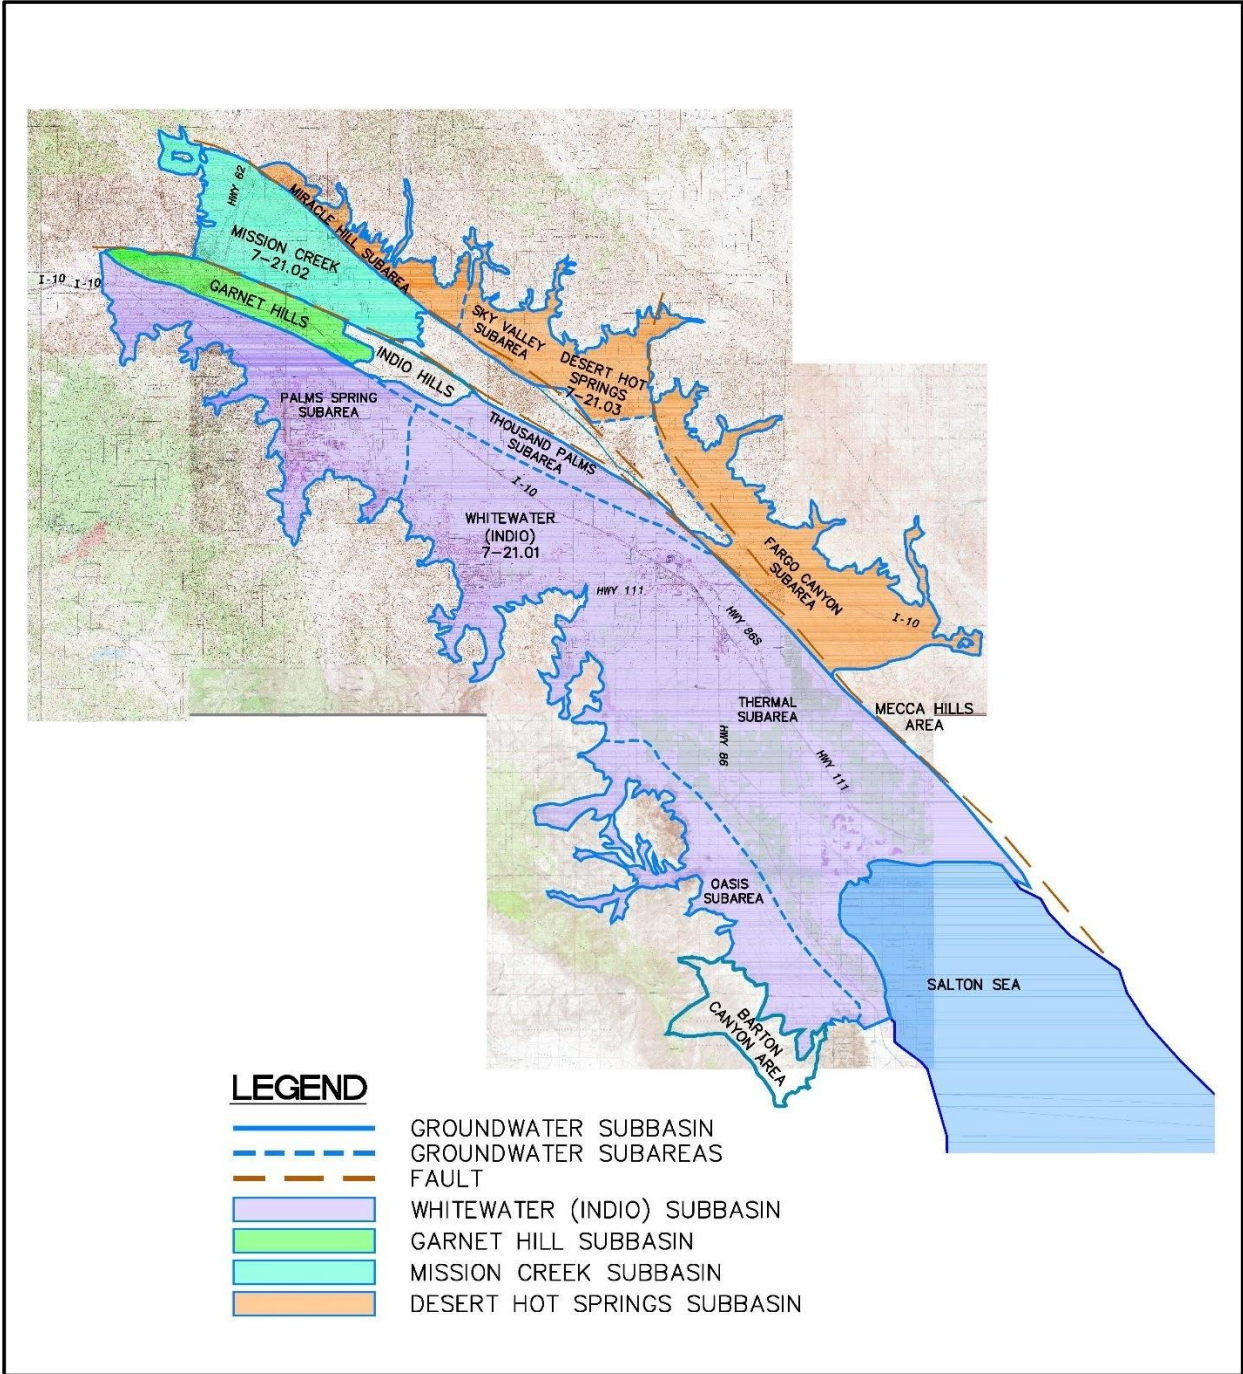 HWY 62
MIRACLE HILL SUBAREA
MISSION CREEK
7-21.02
I-10
I-10
GARNET HILLS
SKY VALLEY
SUBAREA
DESERT HOT
SPRINGS
7-21.03
INDIO HILLS
PALMS SPRING
SUBAREA
THOUSAND PALMS
SUBAREA
I-10
WHITEWATER
(INDIO)
7-21.01
FARGO CANYON
SUBAREA
I-10
HWY 111
HWY 86S
THERMAL
SUBAREA
MECCA HILLS
AREA
HWY 86
HWY 111
OASIS
SUBAREA
SALTON SEA
BARTON
CANYON AREA
LEGEND
GROUNDWATER SUBBASIN
GROUNDWATER SUBAREAS
FAULT
WHITEWATER (INDIO) SUBBASIN
GARNET HILL SUBBASIN
MISSION CREEK SUBBASIN
DESERT HOT SPRINGS SUBBASIN